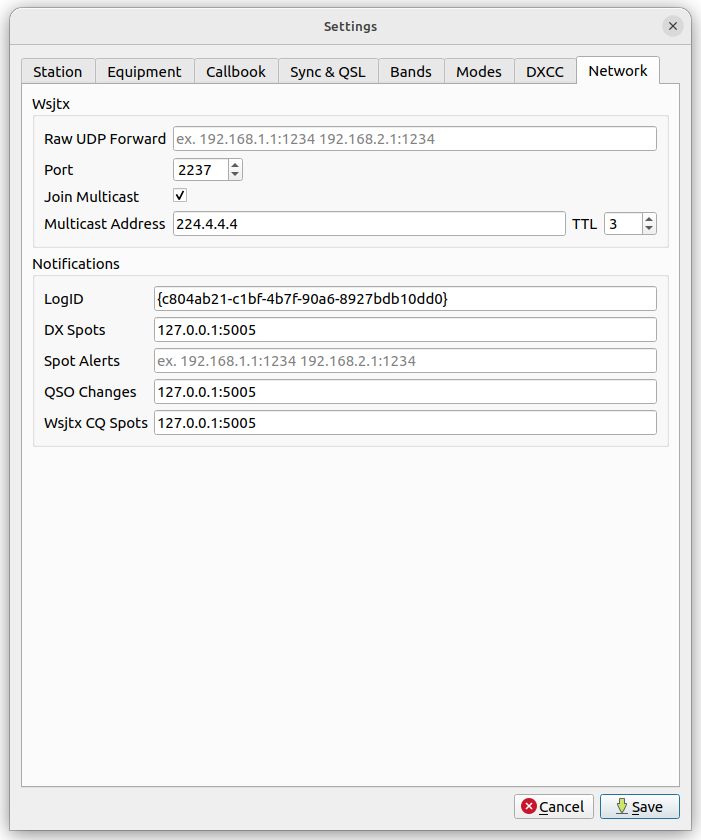 Settings
Station Equipment Callbook Sync & QSL Bands Modes DXCC Network
Wsjtx
Raw UDP Forward ex. 192.168.1.1:1234 192.168.2.1:1234
Port 2237
Join Multicast
Multicast Address 224.4.4.4 TTL 3
Notifications
LogID {c804ab21-c1bf-4b7f-90a6-8927bdb10dd0}
DX Spots 127.0.0.1:5005
Spot Alerts ex. 192.168.1.1:1234 192.168.2.1:1234
QSO Changes 127.0.0.1:5005
Wsjtx CQ Spots 127.0.0.1:5005
Cancel Save